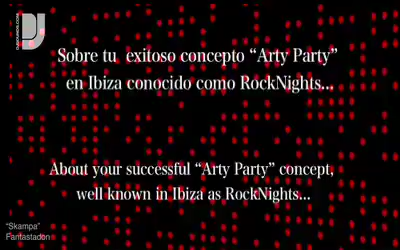 Sobre tu exitoso concepto “Arty Party”
en Ibiza conocido como RockNights...
About your successful “Arty Party” concept,
well known in Ibiza as RockNights...
“Skampa”
Fantastadon